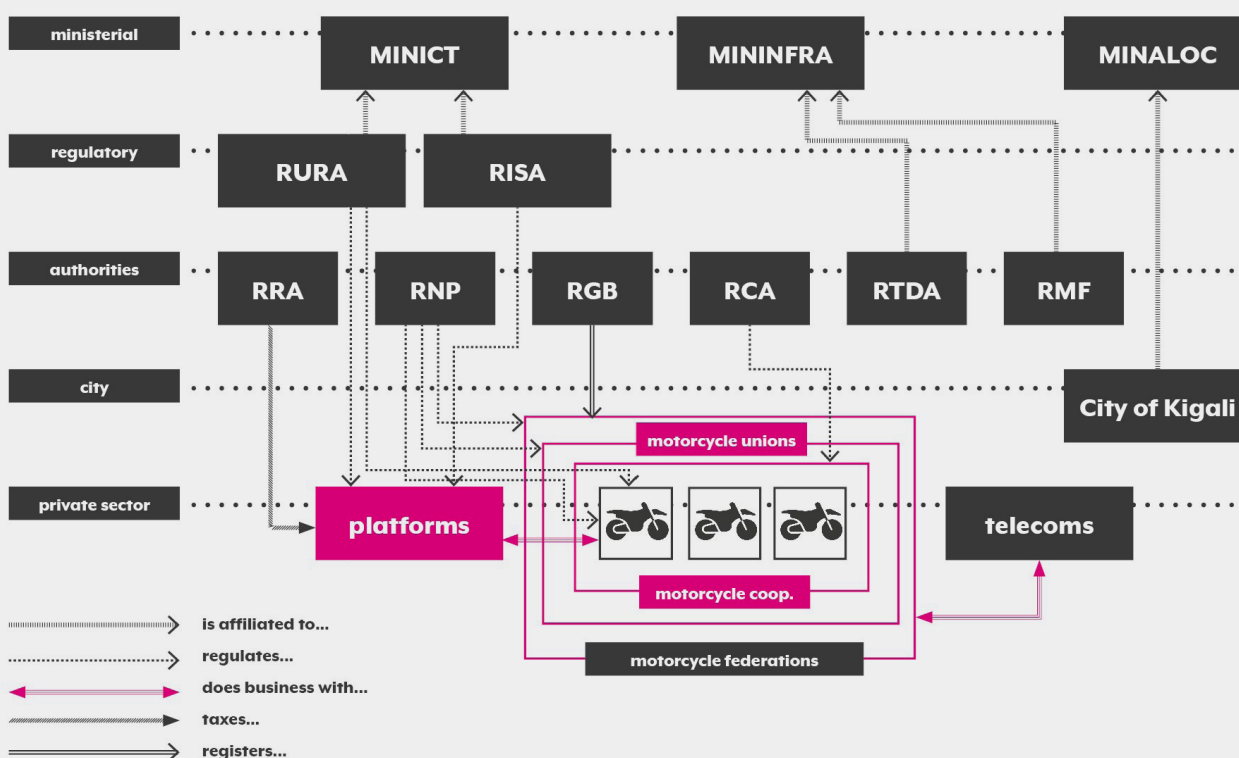 ministerial
MINICT
MININFRA
MINALOC
regulatory
RURA
RISA
authorities
RRA
RNP
RGB
RCA
RTDA
RMF
city
City of Kigali
motorcycle unions
private sector
platforms
telecoms
motorcycle coop.
motorcycle federations
is affiliated to...
regulates...
does business with...
taxes...
registers...